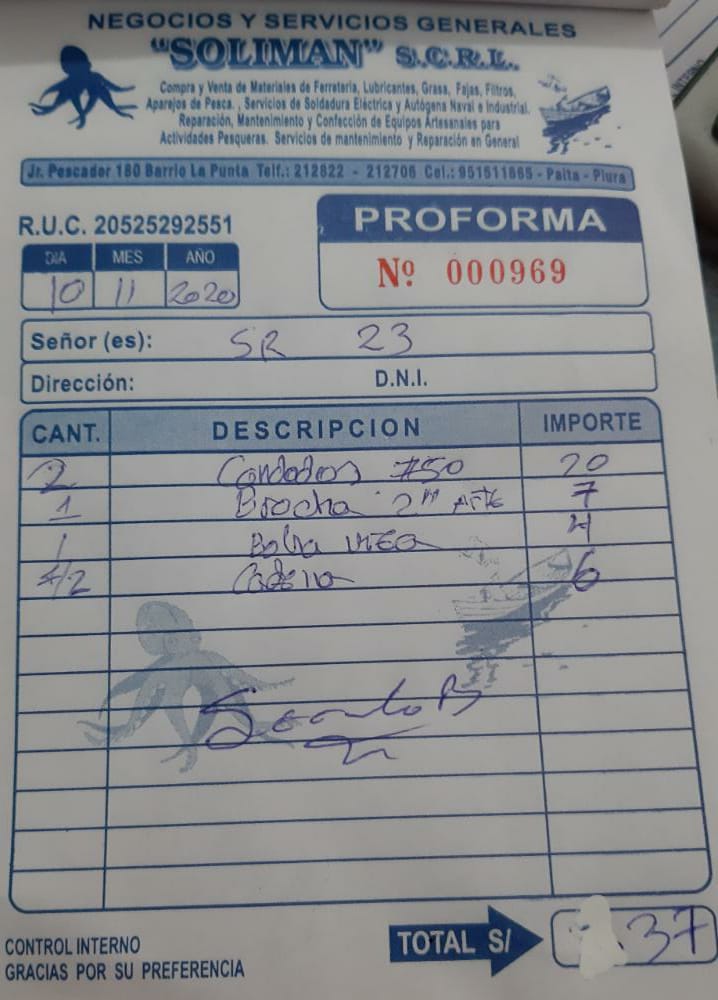 NEGOCIOS Y SERVICIOS GENERALES
"SOLIMAN" S.C.R.L.
Compra y Venta de Materiales de Ferretería, Lubricantes, Grasa, Fajas, Filtros,
Aparejos de Pesca. , Servicios de Soldadura Eléctrica y Autógena Naval e Industrial.
Reparación, Mantenimiento y Confección de Equipos Artesanales para
Actividades Pesqueras. Servicios de mantenimiento y Reparación en General
Jr. Pescador 180 Barrio La Punta Telf.: 212822 - 212706 Cel.: 951511865 - Paita - Piura
R.U.C. 20525292551
PROFORMA
Nº 000969
DIA MES AÑO
10 11 2020
Señor (es): SR 23
Dirección: D.N.I.
CANT. DESCRIPCION IMPORTE
2 Candados #50 20
1 Brocha 2" 7
1 Bolsa 4
Cadena 6
TOTAL S/ 37
CONTROL INTERNO
GRACIAS POR SU PREFERENCIA